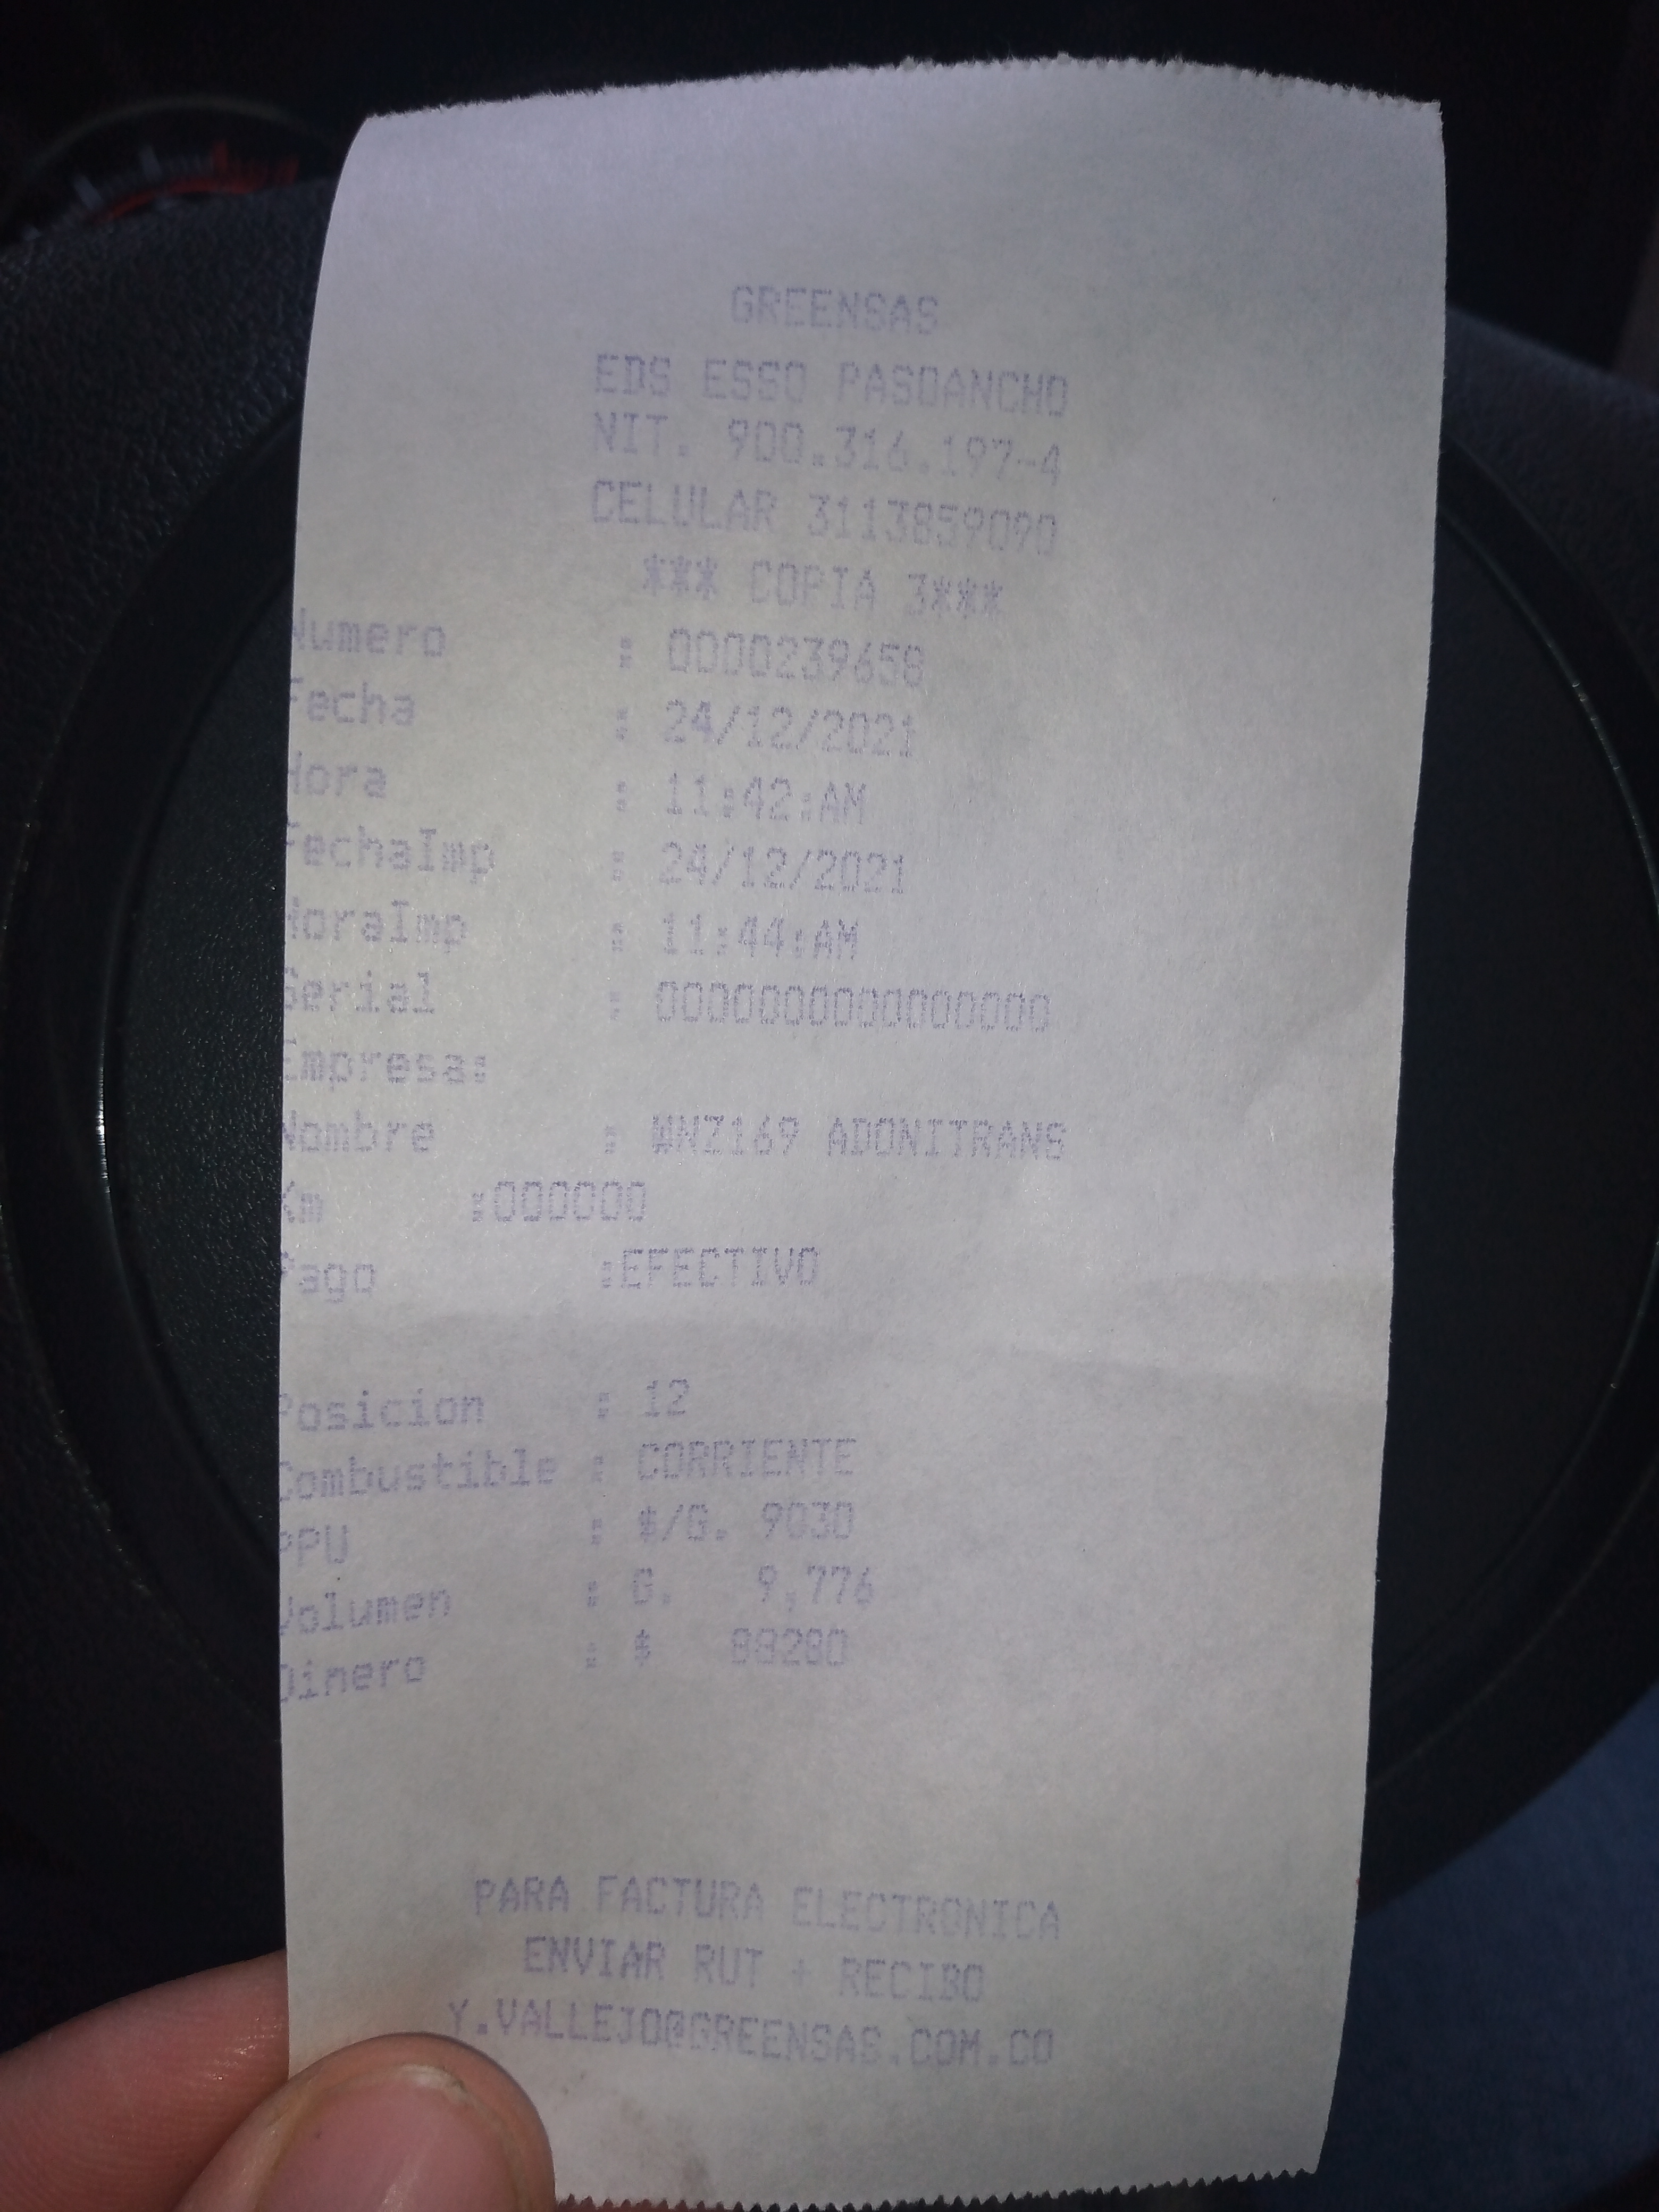 GREENSAS
EDS ESSO PASOANCHO
NIT. 900.316.197-4
CELULAR 3113859090
*** COPIA 3***
Numero : 0000239658
Fecha : 24/12/2021
Hora : 11:42:AM
FechaImp : 24/12/2021
HoraImp : 11:44:AM
Serial : 0000000000000000
Empresa:
Nombre : WNZ169 ADONITRANS
Km :000000
Pago :EFECTIVO
Posicion : 12
Combustible : CORRIENTE
PPU : $/G. 9030
Volumen : G. 9,776
Dinero : $ 88280
PARA FACTURA ELECTRONICA
ENVIAR RUT + RECIBO
Y.VALLEJO@GREENSAS.COM.CO